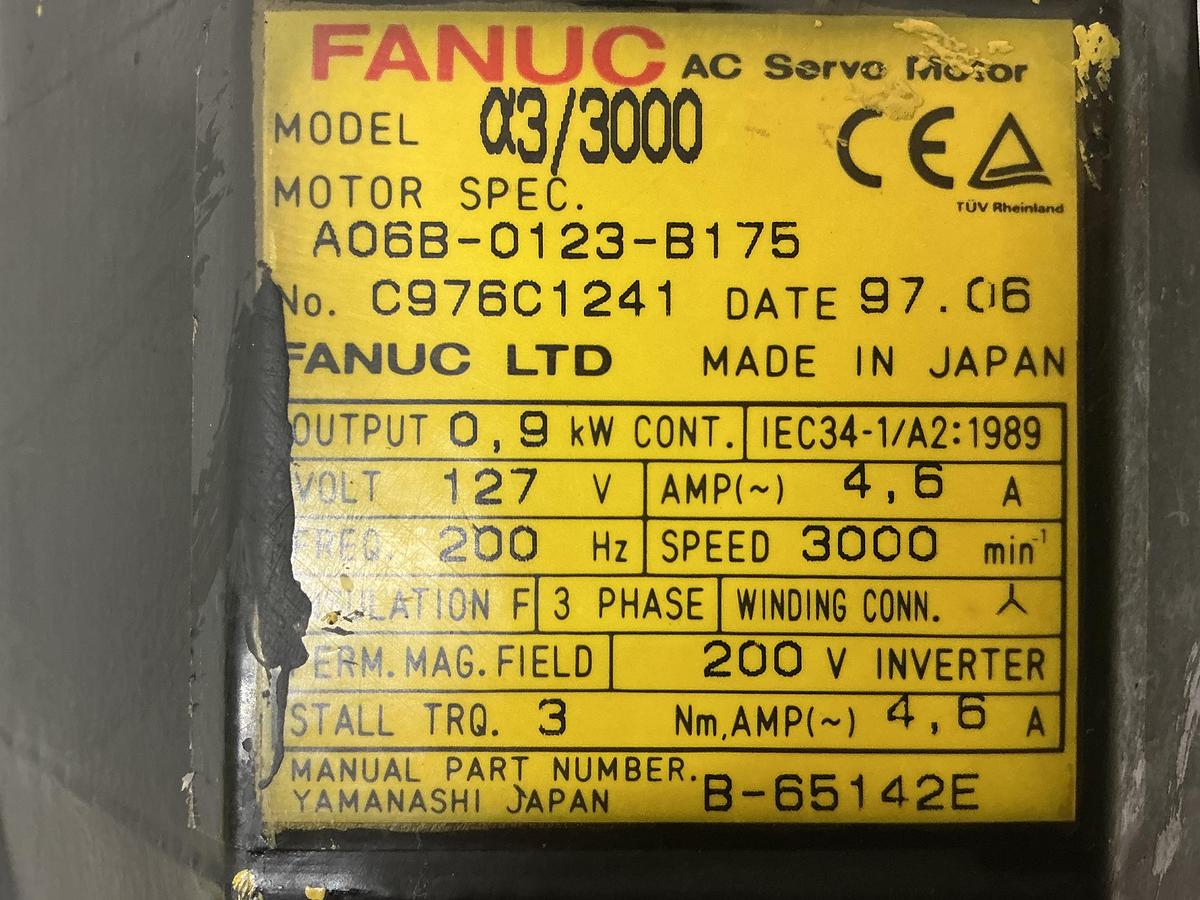 FANUC AC Servo Motor
MODEL α3/3000
CE
TÜV Rheinland
MOTOR SPEC.
A06B-0123-B175
No. C976C1241 DATE 97.06
FANUC LTD MADE IN JAPAN
OUTPUT 0,9 kW CONT. IEC34-1/A2:1989
VOLT 127 V AMP(~) 4,6 A
FREQ. 200 Hz SPEED 3000 min-1
F 3 PHASE WINDING CONN.
MAG. FIELD 200 V INVERTER
STALL TRQ. 3 Nm, AMP(~) 4,6 A
MANUAL PART NUMBER.
YAMANASHI JAPAN B-65142E